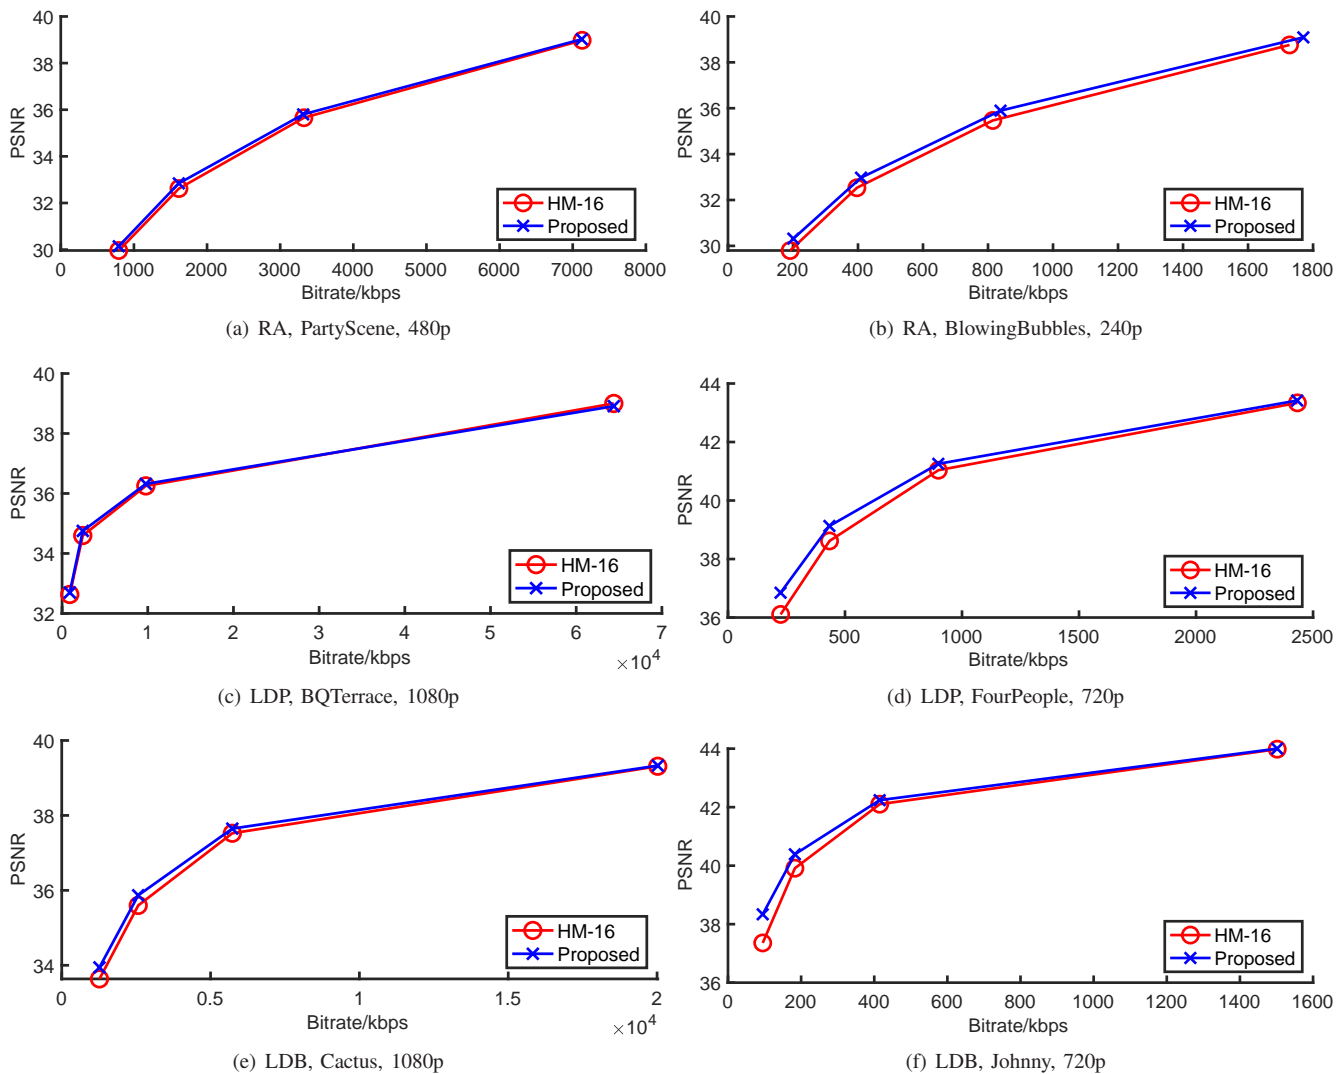 40
38
36
34
32
30
PSNR
0 1000 2000 3000 4000 5000 6000 7000 8000
Bitrate/kbps
HM-16
Proposed
(a) RA, PartyScene, 480p
40
38
36
34
32
30
PSNR
0 200 400 600 800 1000 1200 1400 1600 1800
Bitrate/kbps
HM-16
Proposed
(b) RA, BlowingBubbles, 240p
40
38
36
34
32
PSNR
0 1 2 3 4 5 6 7
Bitrate/kbps
×10^4
HM-16
Proposed
(c) LDP, BQTerrace, 1080p
44
42
40
38
36
PSNR
0 500 1000 1500 2000 2500
Bitrate/kbps
HM-16
Proposed
(d) LDP, FourPeople, 720p
40
38
36
34
PSNR
0 0.5 1 1.5 2
Bitrate/kbps
×10^4
HM-16
Proposed
(e) LDB, Cactus, 1080p
44
42
40
38
36
PSNR
0 200 400 600 800 1000 1200 1400 1600
Bitrate/kbps
HM-16
Proposed
(f) LDB, Johnny, 720p